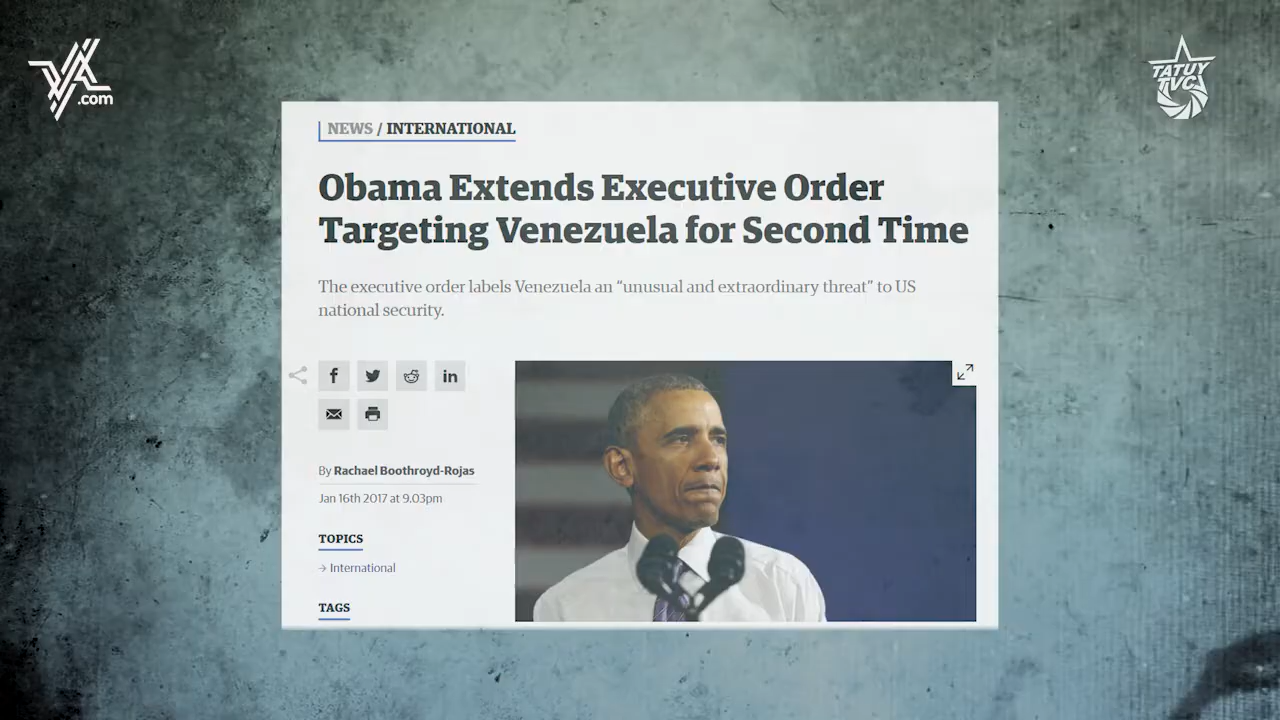 VA
.com
TATUY
TVC
NEWS / INTERNATIONAL
Obama Extends Executive Order
Targeting Venezuela for Second Time
The executive order labels Venezuela an “unusual and extraordinary threat” to US
national security.
By Rachael Boothroyd-Rojas
Jan 16th 2017 at 9.03pm
TOPICS
→ International
TAGS